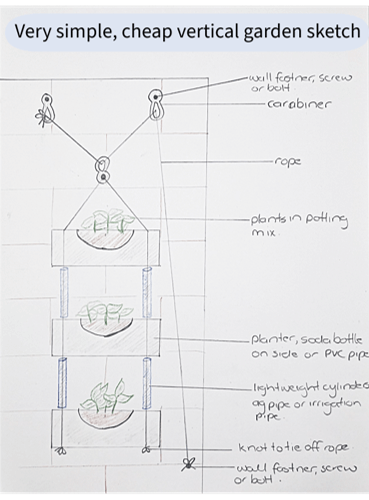 Very simple, cheap vertical garden sketch
wall fastner, screw
or bolt
carabiner
rope
plants in potting
mix.
planter, soda bottle
on side or PVC pipe
lightweight cylinder
ag pipe or irrigation
pipe.
knot to tie off rope
wall fastner, screw
or bolt.